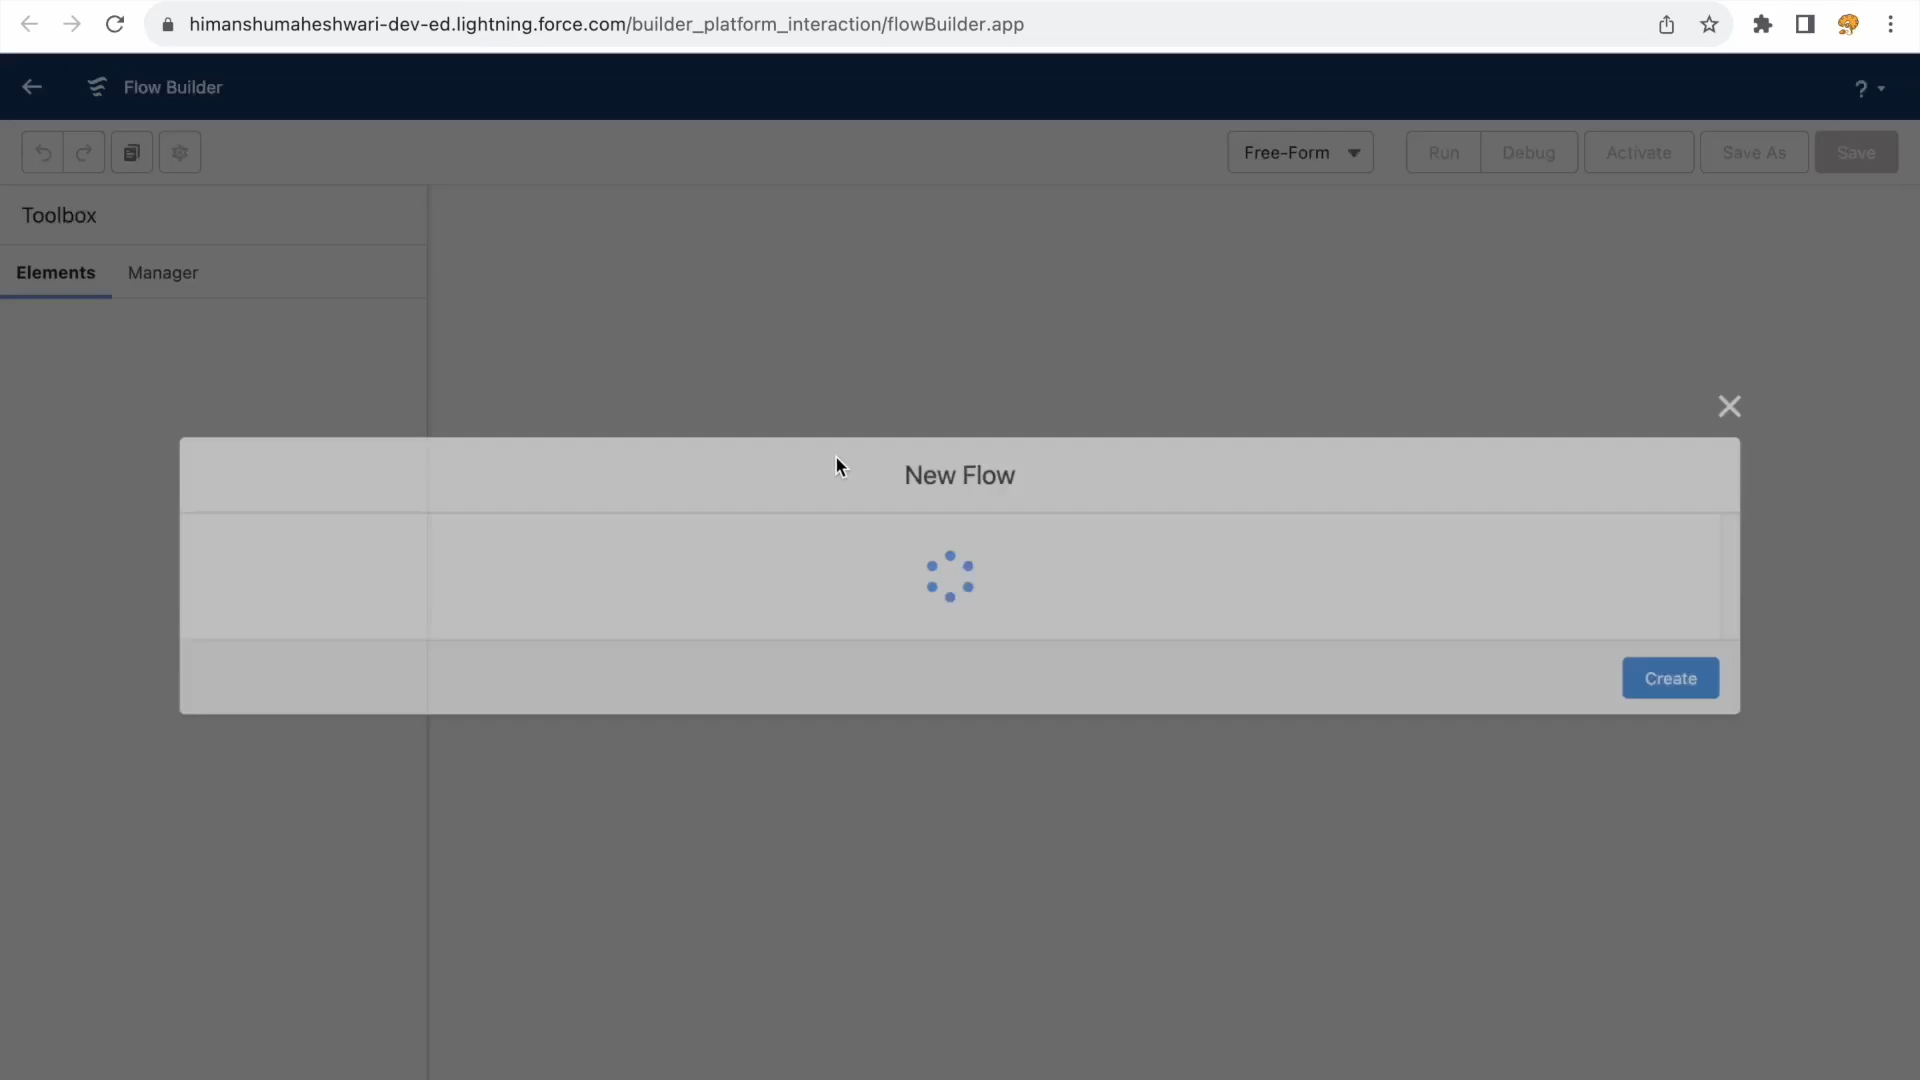 himanshumaheshwari-dev-ed.lightning.force.com/builder_platform_interaction/flowBuilder.app
Flow Builder
?
Free-Form
Run
Debug
Activate
Save As
Save
Toolbox
Elements
Manager
New Flow
Create